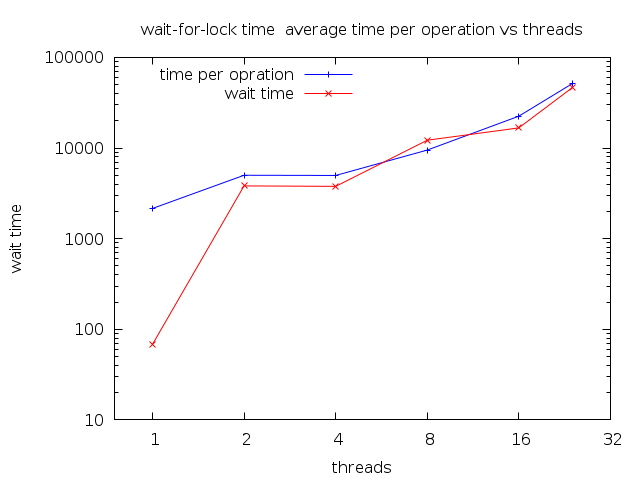 wait-for-lock time  average time per operation vs threads
100000
10000
1000
100
10
time per opration
wait time
wait time
1 2 4 8 16 32
threads